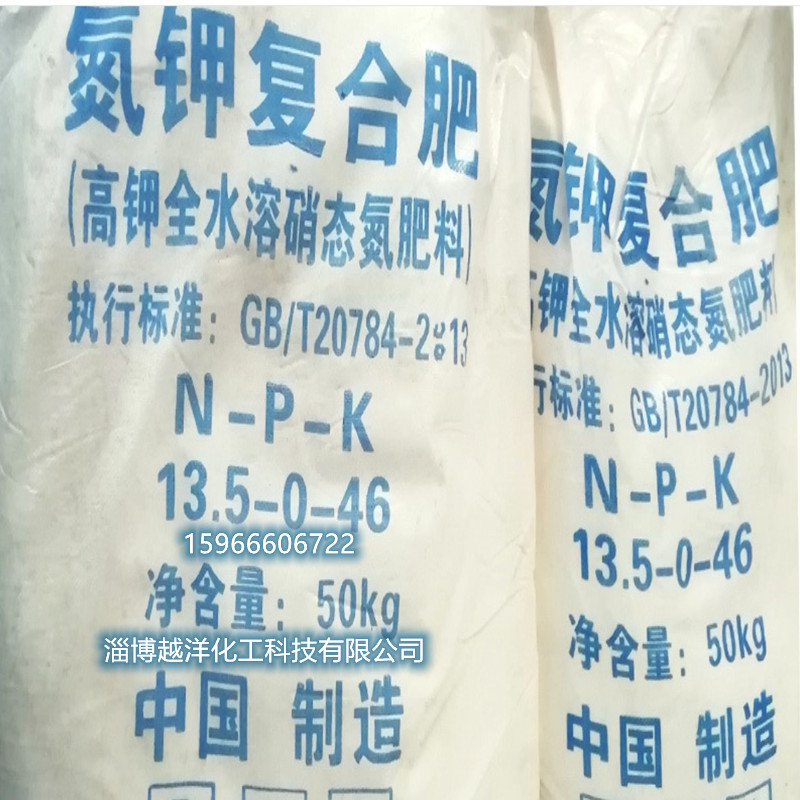 氮钾复合肥
(高钾全水溶硝态氮肥料)
执行标准：GB/T20784-2013
N-P-K
13.5-0-46
15966606722
净含量：50kg
淄博越洋化工科技有限公司
中国 制造
氮钾复合肥
高钾全水溶硝态氮肥料
行标准：GB/T20784-2013
N-P-K
13.5-0-46
净含量：50kg
中国 制造